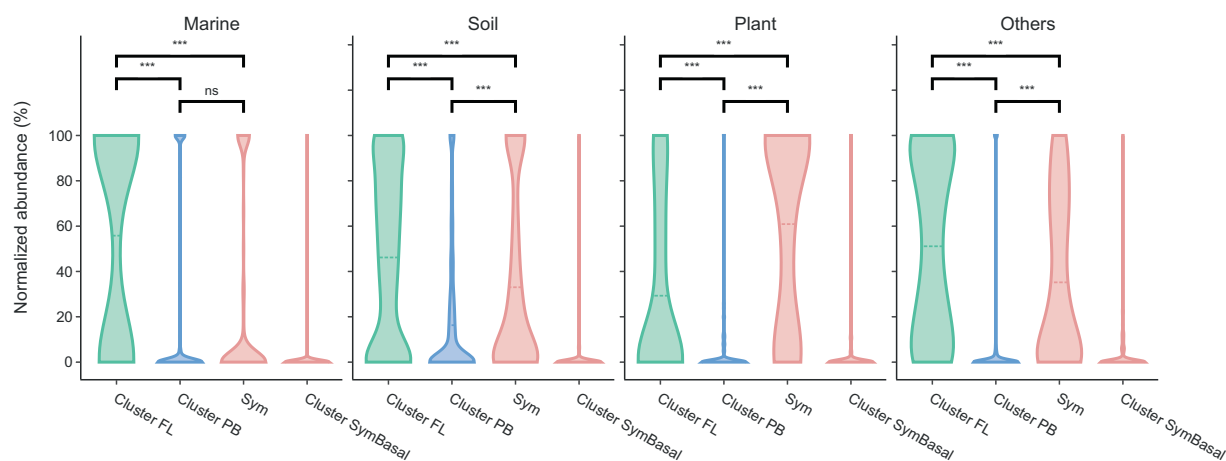 Marine
Soil
Plant
Others
***
***
ns
***
***
***
***
***
***
***
***
***
Normalized abundance (%)
100
80
60
40
20
0
Cluster FL
Cluster PB
Sym
Cluster SymBasal
Cluster FL
Cluster PB
Sym
Cluster SymBasal
Cluster FL
Cluster PB
Sym
Cluster SymBasal
Cluster FL
Cluster PB
Sym
Cluster SymBasal